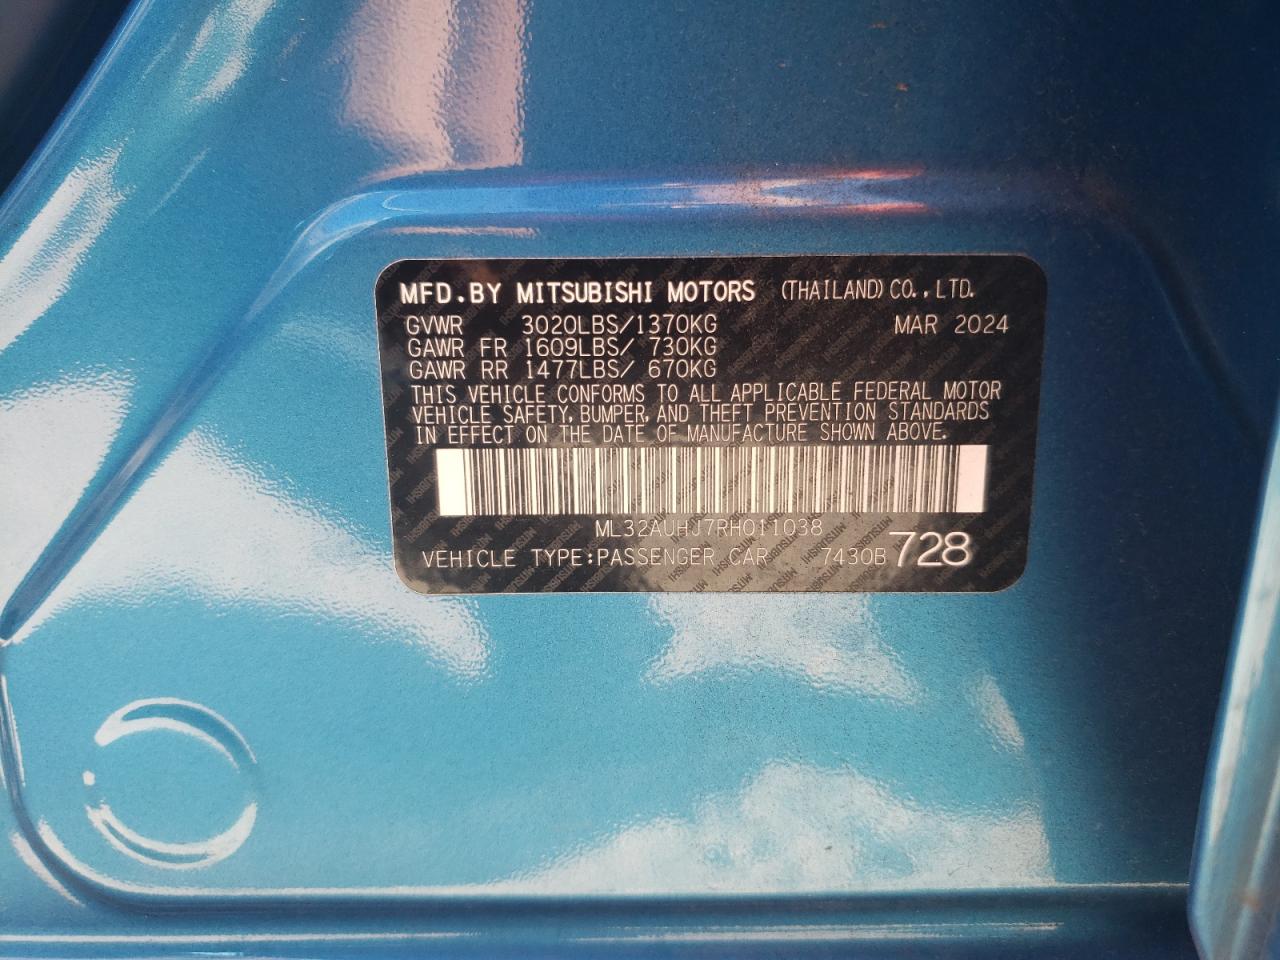 MFD.BY MITSUBISHI MOTORS (THAILAND) CO.,LTD.
GVWR 3020LBS/1370KG MAR 2024
GAWR FR 1609LBS/ 730KG
GAWR RR 1477LBS/ 670KG
THIS VEHICLE CONFORMS TO ALL APPLICABLE FEDERAL MOTOR
VEHICLE SAFETY, BUMPER, AND THEFT PREVENTION STANDARDS
IN EFFECT ON THE DATE OF MANUFACTURE SHOWN ABOVE.
ML32AUHJ7RH011038
VEHICLE TYPE:PASSENGER CAR 7430B 728